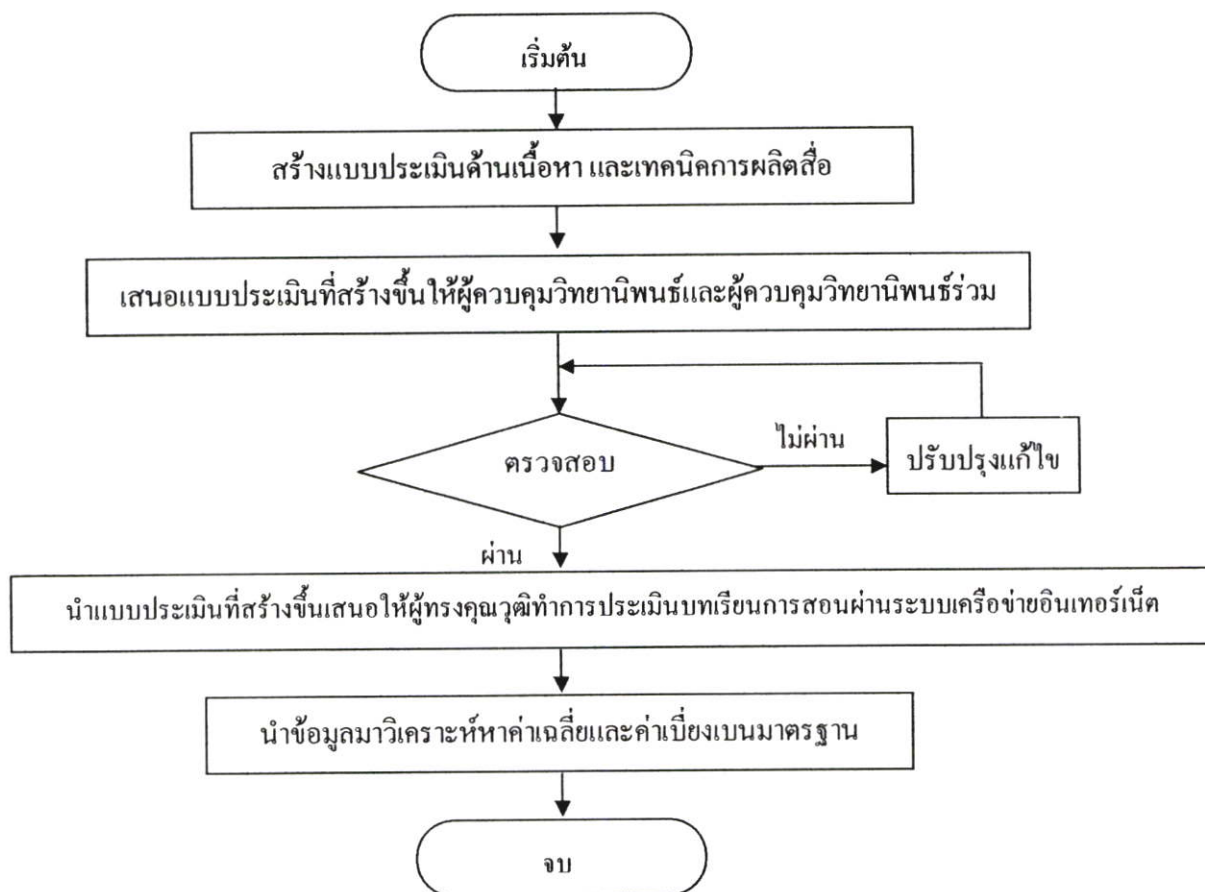 เริ่มต้น
สร้างแบบประเมินด้านเนื้อหา และเทคนิคการผลิตสื่อ
เสนอแบบประเมินที่สร้างขึ้นให้ผู้ควบคุมวิทยานิพนธ์และผู้ควบคุมวิทยานิพนธ์ร่วม
ตรวจสอบ
ไม่ผ่าน
ปรับปรุงแก้ไข
ผ่าน
นำแบบประเมินที่สร้างขึ้นเสนอให้ผู้ทรงคุณวุฒิทำการประเมินบทเรียนการสอนผ่านระบบเครือข่ายอินเทอร์เน็ต
นำข้อมูลมาวิเคราะห์หาค่าเฉลี่ยและค่าเบี่ยงเบนมาตรฐาน
จบ